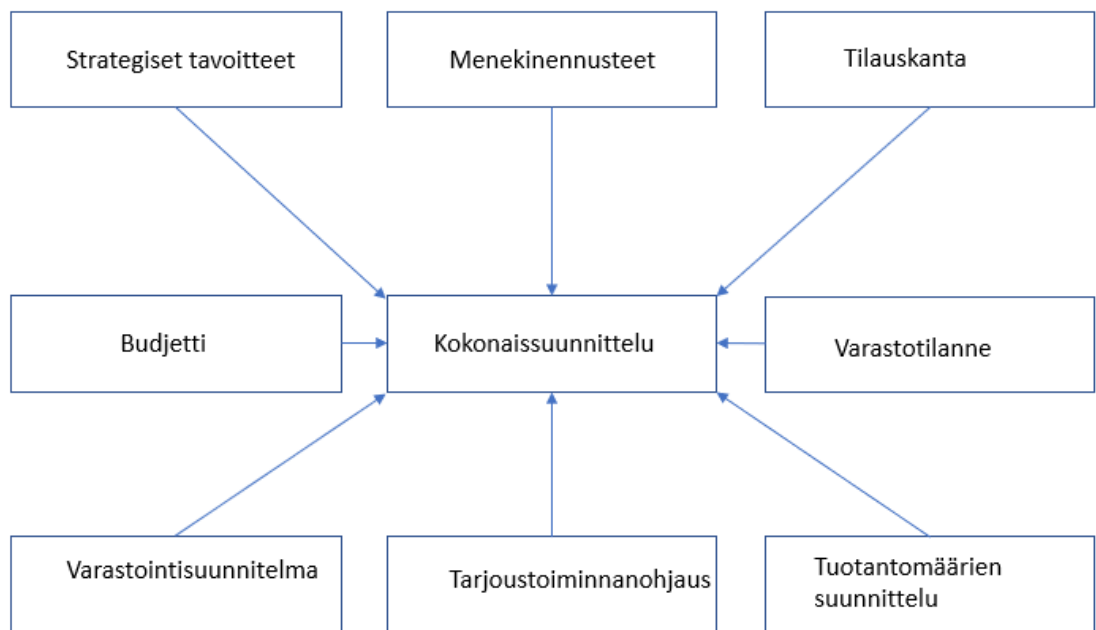 Strategiset tavoitteet
Menekinennusteet
Tilauskanta
Budjetti
Kokonaissuunnittelu
Varastotilanne
Varastointisuunnitelma
Tarjoustoiminnanohjaus
Tuotantomäärien
suunnittelu